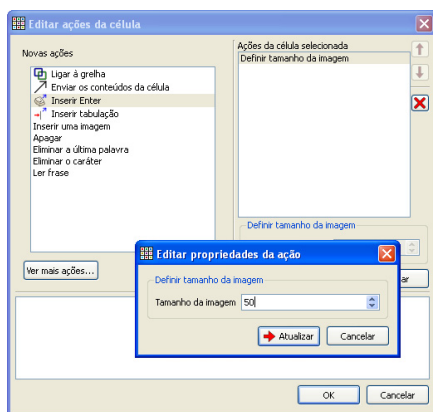 Editar ações da célula
Novas ações
Ligar à grelha
Enviar os conteúdos da célula
Inserir Enter
Inserir tabulação
Inserir uma imagem
Apagar
Eliminar a última palavra
Eliminar o caráter
Ler frase
Ver mais ações...
Ações da célula selecionada
Definir tamanho da imagem
Definir tamanho da imagem
ar
Editar propriedades da ação
Definir tamanho da imagem
Tamanho da imagem 50
Atualizar Cancelar
OK Cancelar